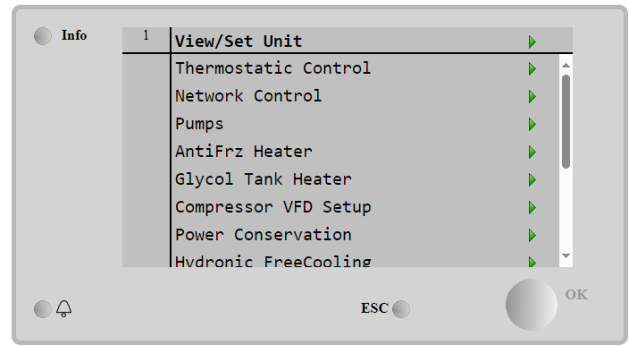 Info
1 View/Set Unit
Thermostatic Control
Network Control
Pumps
AntiFrz Heater
Glycol Tank Heater
Compressor VFD Setup
Power Conservation
Hydronic FreeCooling
ESC
OK